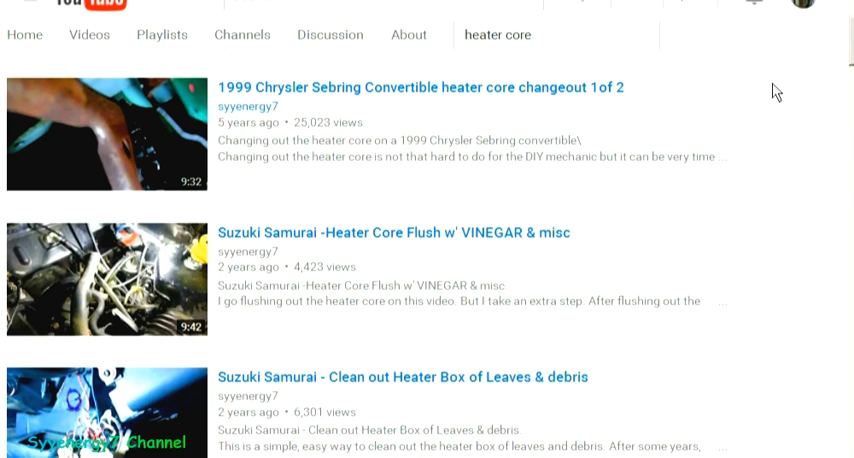 YouTube
Home Videos Playlists Channels Discussion About heater core
1999 Chrysler Sebring Convertible heater core changeout 1of 2
syyenergy7
5 years ago • 25,023 views
Changing out the heater core on a 1999 Chrysler Sebring convertible\
Changing out the heater core is not that hard to do for the DIY mechanic but it can be very time ...
9:32
Suzuki Samurai -Heater Core Flush w' VINEGAR & misc
syyenergy7
2 years ago • 4,423 views
Suzuki Samurai -Heater Core Flush w' VINEGAR & misc
I go flushing out the heater core on this video. But I take an extra step. After flushing out the ...
9:42
Suzuki Samurai - Clean out Heater Box of Leaves & debris
syyenergy7
2 years ago • 6,301 views
Suzuki Samurai - Clean out Heater Box of Leaves & debris.
This is a simple, easy way to clean out the heater box of leaves and debris. After some years, ...
Syyenergy7 Channel